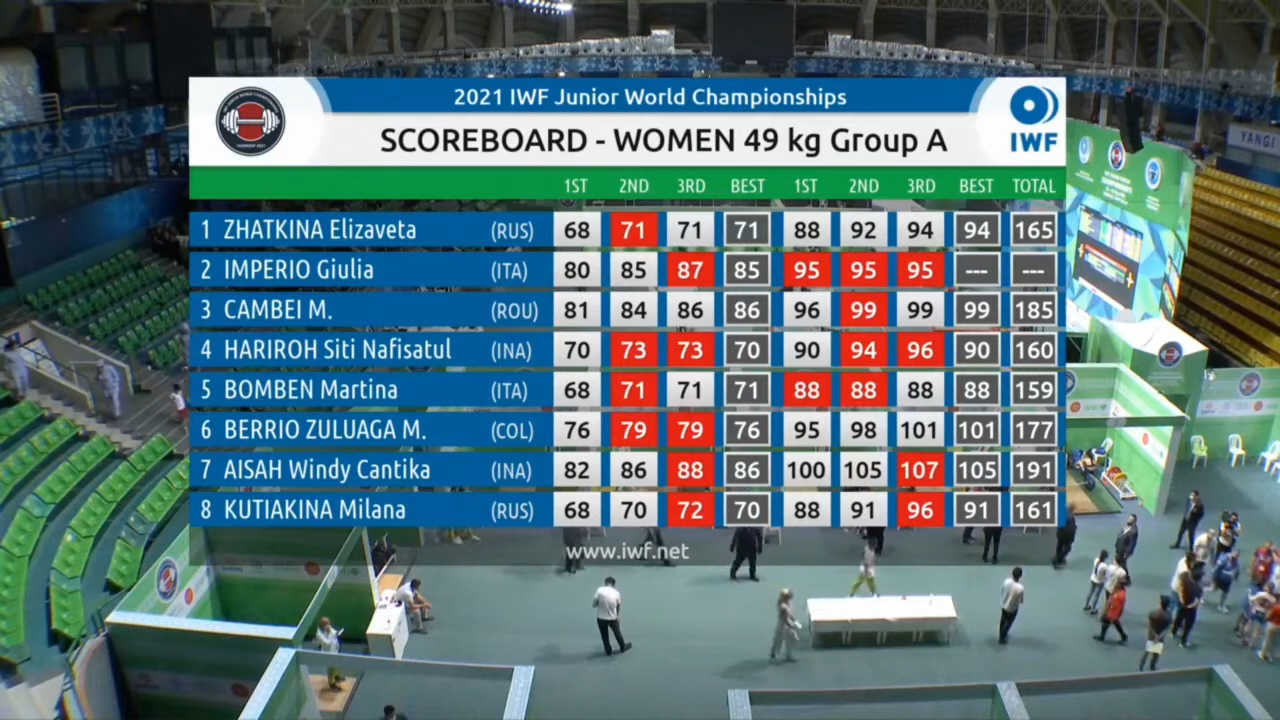 2021 IWF Junior World Championships
SCOREBOARD - WOMEN 49 kg Group A
IWF
1ST 2ND 3RD BEST 1ST 2ND 3RD BEST TOTAL
1 ZHATKINA Elizaveta (RUS) 68 71 71 71 88 92 94 94 165
2 IMPERIO Giulia (ITA) 80 85 87 85 95 95 95 --- ---
3 CAMBEI M. (ROU) 81 84 86 86 96 99 99 99 185
4 HARIROH Siti Nafisatul (INA) 70 73 73 70 90 94 96 90 160
5 BOMBEN Martina (ITA) 68 71 71 71 88 88 88 88 159
6 BERRIO ZULUAGA M. (COL) 76 79 79 76 95 98 101 101 177
7 AISAH Windy Cantika (INA) 82 86 88 86 100 105 107 105 191
8 KUTIAKINA Milana (RUS) 68 70 72 70 88 91 96 91 161
www.iwf.net
YANGI